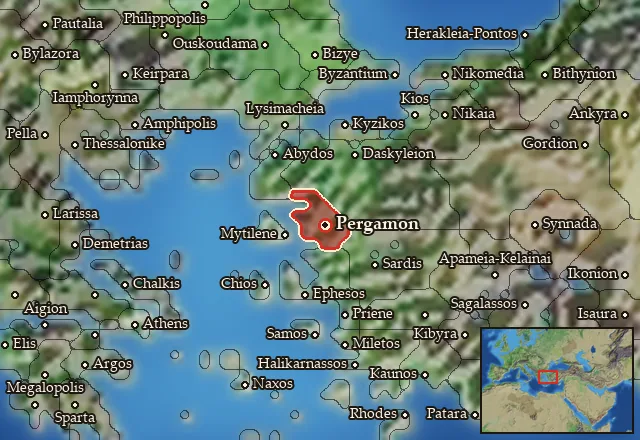 Philippopolis
Pautalia
Herakleia-Pontos
Ouskoudama
Bylazora
Bizye
Keirpara
Byzantium
Nikomedia
Bithynion
Iamphorynna
Kios
Lysimacheia
Nikaia
Ankyra
Amphipolis
Kyzikos
Pella
Thessalonike
Gordion
Abydos
Daskyleion
Larissa
Pergamon
Synnada
Mytilene
Demetrias
Apameia-Kelainai
Sardis
Ikonion
Chalkis
Chios
Ephesos
Aigion
Sagalassos
Priene
Isaura
Athens
Samos
Kibyra
Elis
Miletos
Argos
Halikarnassos
Kaunos
Megalopolis
Naxos
Sparta
Rhodes
Patara